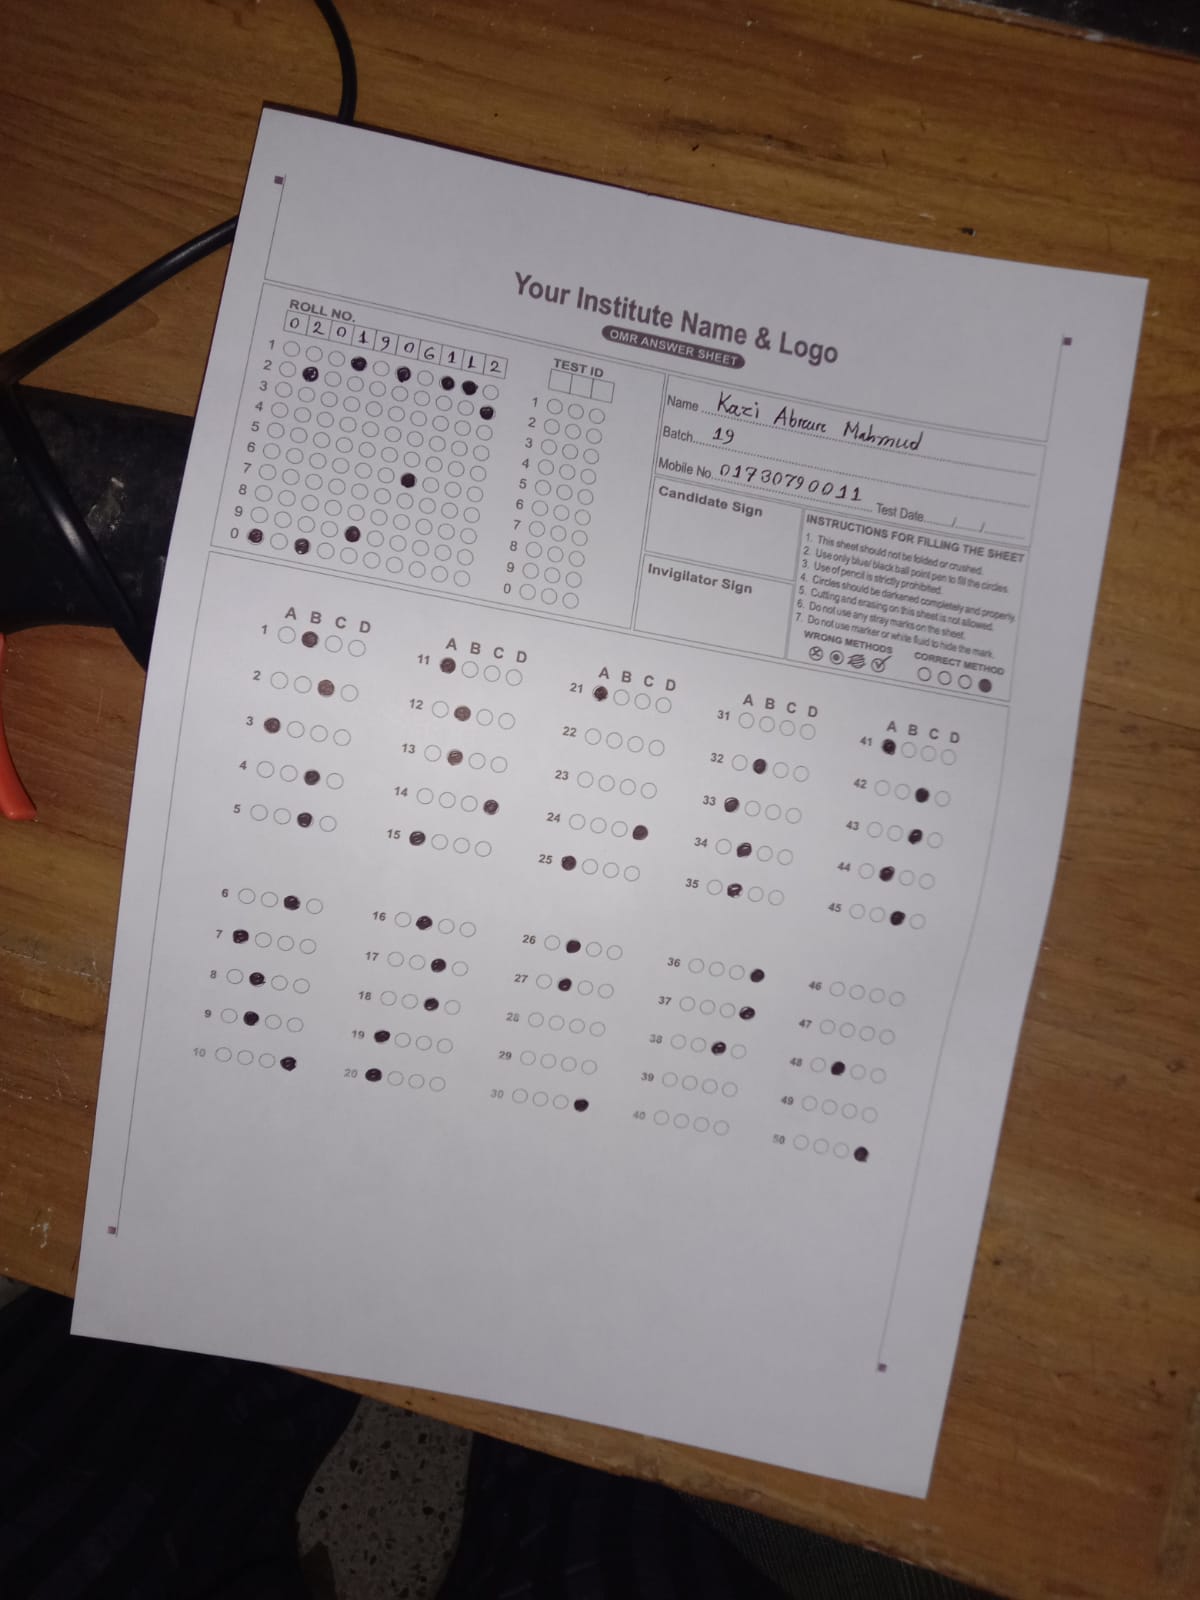 Your Institute Name & Logo
OMR ANSWER SHEET
ROLL NO.
0 2 0 1 9 0 6 1 1 2
1
2
3
4
5
6
7
8
9
0
TEST ID
1
2
3
4
5
6
7
8
9
0
Name Kazi Abrar Mahmud
Batch 19
Mobile No. 01730790011 Test Date / /
Candidate Sign
Invigilator Sign
INSTRUCTIONS FOR FILLING THE SHEET
1. This sheet should not be folded or crushed.
2. Use only blue/ black ball point pen to fill the circles.
3. Use of pencil is strictly prohibited.
4. Circles should be darkened completely and properly.
5. Cutting and erasing on this sheet is not allowed.
6. Do not use any stray marks on the sheet.
7. Do not use marker or white fluid to hide the mark.
WRONG METHODS CORRECT METHOD
A B C D
1
2
3
4
5
6
7
8
9
10
A B C D
11
12
13
14
15
16
17
18
19
20
A B C D
21
22
23
24
25
26
27
28
29
30
A B C D
31
32
33
34
35
36
37
38
39
40
A B C D
41
42
43
44
45
46
47
48
49
50